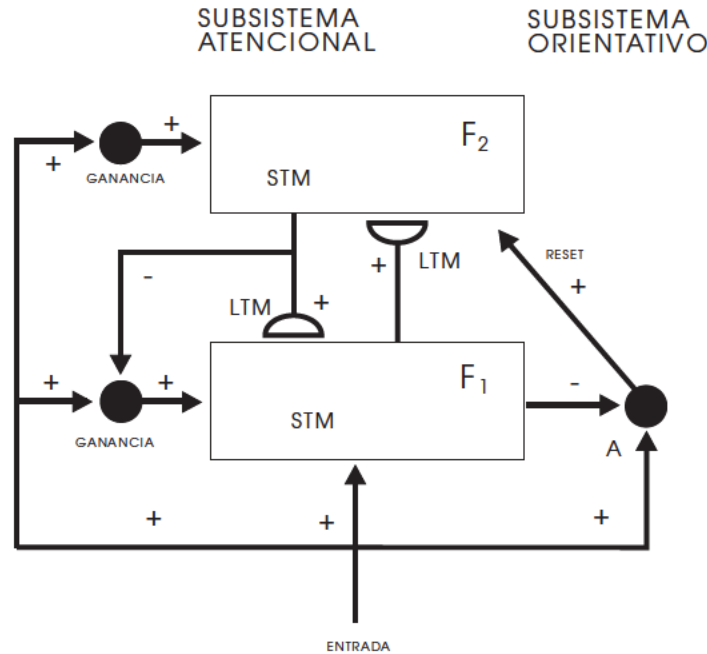 SUBSISTEMA
ATENCIONAL
SUBSISTEMA
ORIENTATIVO
+
+
GANANCIA
F2
STM
-
LTM
+
+
LTM
RESET
+
+
+
GANANCIA
F1
STM
-
A
+
+
+
ENTRADA